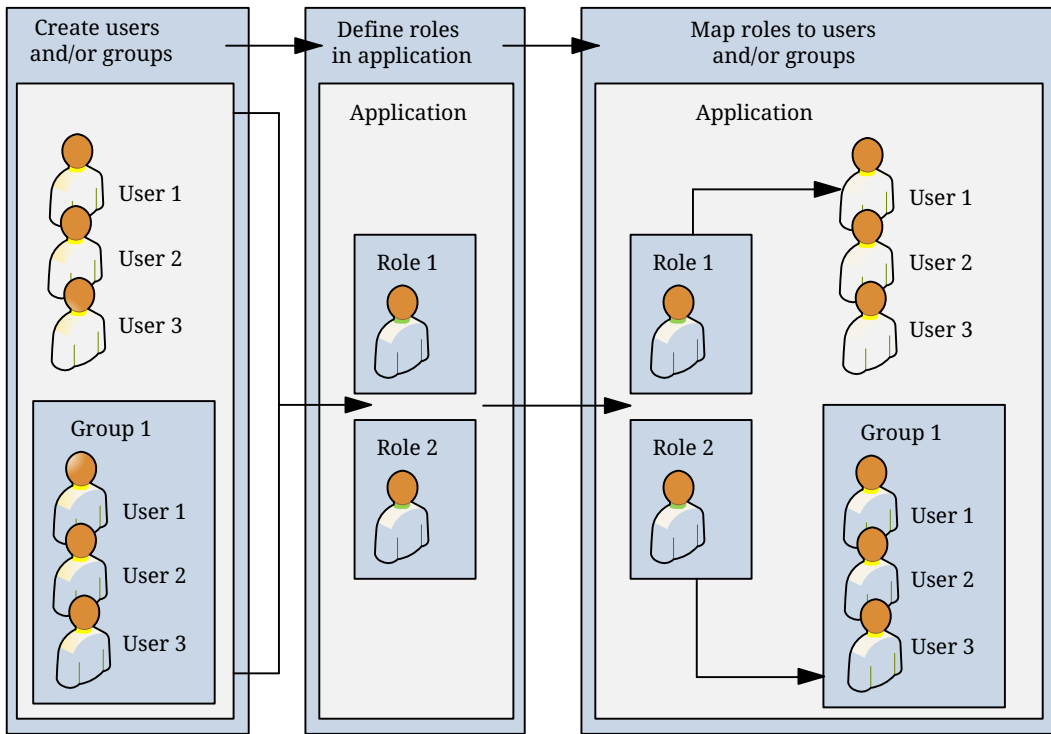 Create users
and/or groups
Define roles
in application
Map roles to users
and/or groups
User 1
User 2
User 3
Group 1
User 1
User 2
User 3
Application
Role 1
Role 2
Application
Role 1
Role 2
User 1
User 2
User 3
Group 1
User 1
User 2
User 3